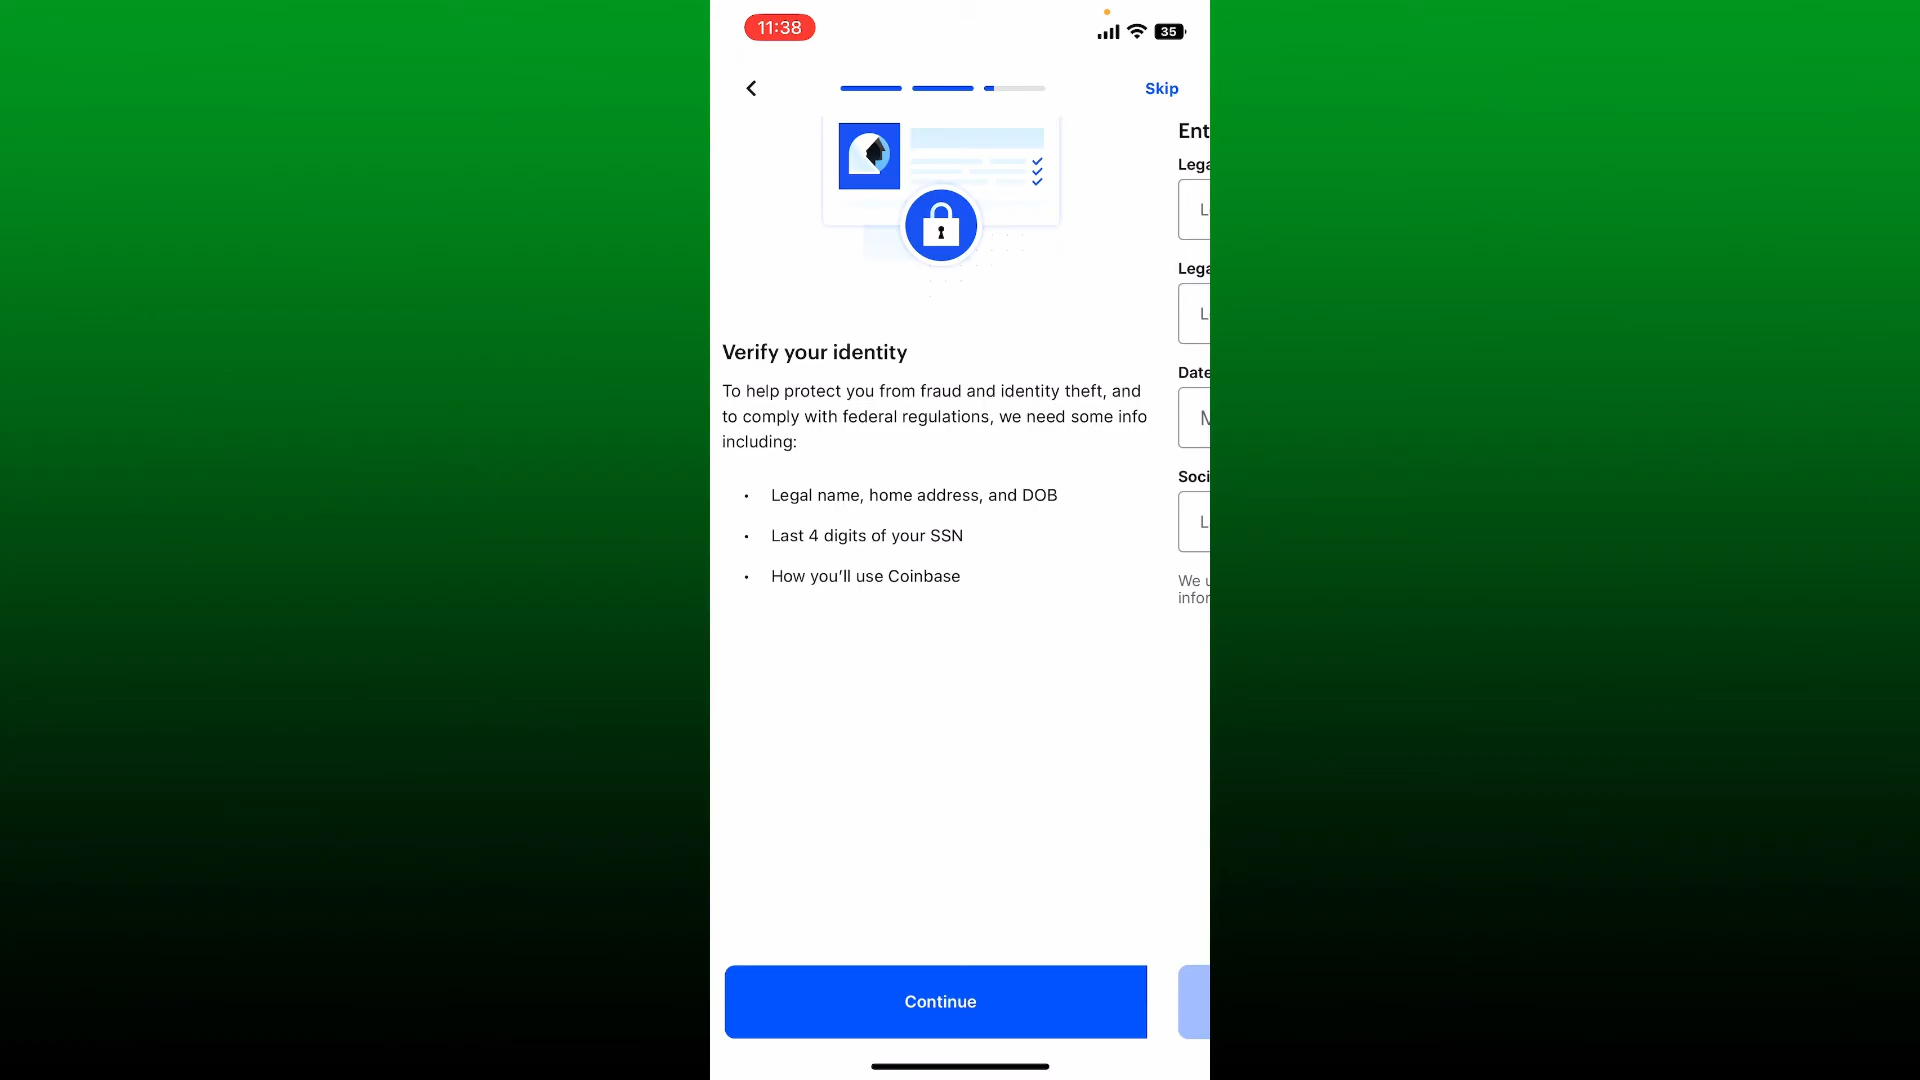 11:38
35
Skip
Verify your identity
To help protect you from fraud and identity theft, and
to comply with federal regulations, we need some info
including:
• Legal name, home address, and DOB
• Last 4 digits of your SSN
• How you’ll use Coinbase
Continue
Ent
Lega
L
Lega
L
Date
M
Soci
L
We u
infor